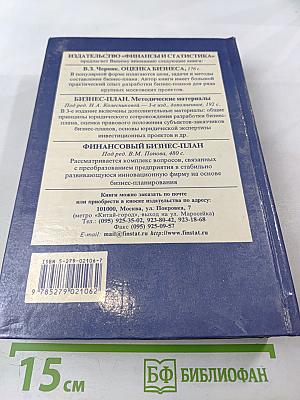 ИЗДАТЕЛЬСТВО «ФИНАНСЫ И СТАТИСТИКА»
предлагает Вашему вниманию следующие книги:
В.З. Черняк. ОЦЕНКА БИЗНЕСА, 176 с.
В популярной форме излагаются цели, задачи и методы
составления бизнес-плана. Автор книги имеет большой
практический опыт разработки бизнес-планов для ряда
крупных московских проектов.
БИЗНЕС-ПЛАН. Методические материалы
Под ред. Н.А. Колесниковой — 3-е изд., дополненное, 192 с.
В 3-е издание включены дополнительные материалы: общие
принципы юридического сопровождения разработки бизнес-
плана, оценки правового положения субъектов-заказчиков
бизнес-планов, основы юридической экспертизы
инвестиционных проектов и др.
ФИНАНСОВЫЙ БИЗНЕС-ПЛАН
Под ред. В.М. Попова, 480 с.
Рассматривается комплекс вопросов, связанных
с преобразованием предприятия в стабильно
развивающуюся инновационную фирму на основе
бизнес-планирования
Книги можно заказать по почте
или приобрести в киоске издательства по адресу:
101000, Москва, ул. Покровка, 7
(метро «Китай-город», выход на ул. Маросейка)
Тел. (095) 925-35-02, 923-80-42, 923-18-68
Факс (095) 925-09-57
E-mail: mail@finstat.ru http://www.finstat.ru
ISBN 5-279-02106-7
9 785279 021062
15 см
БФ БИБЛИОФАН